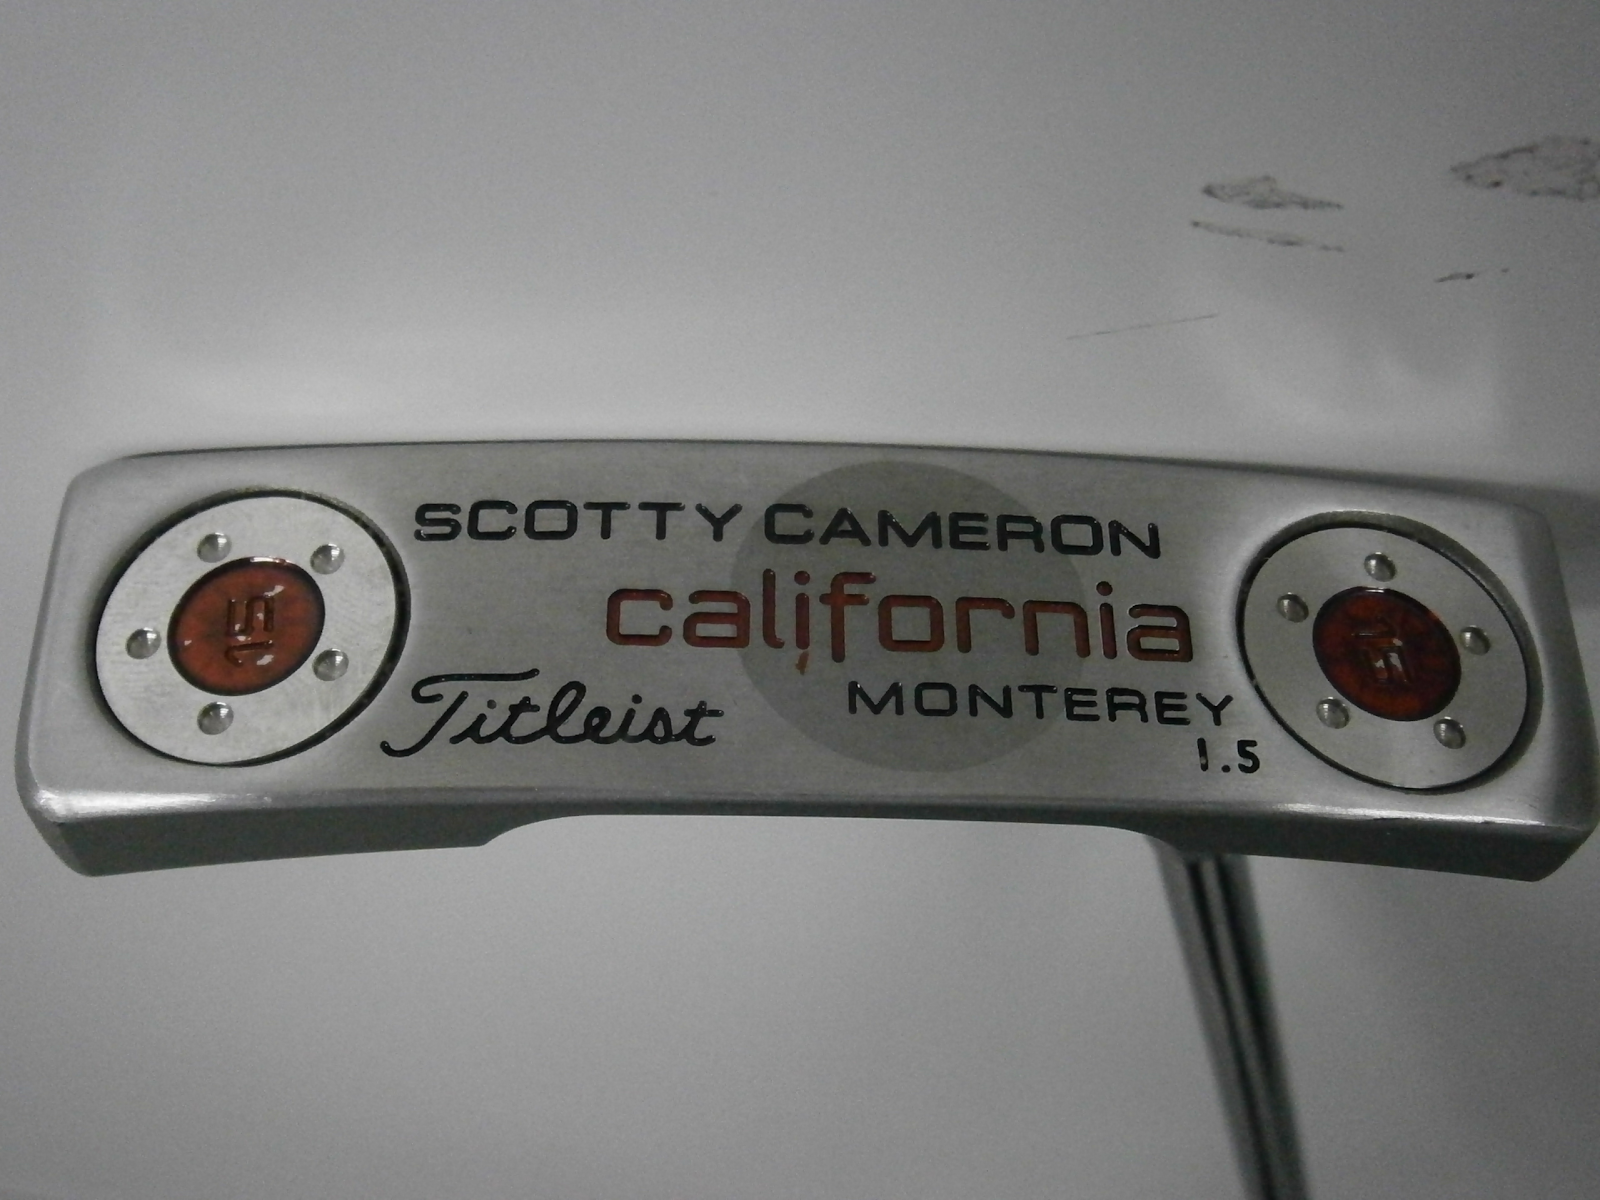 SCOTTY CAMERON
california
Titleist
MONTEREY
1.5
15
15